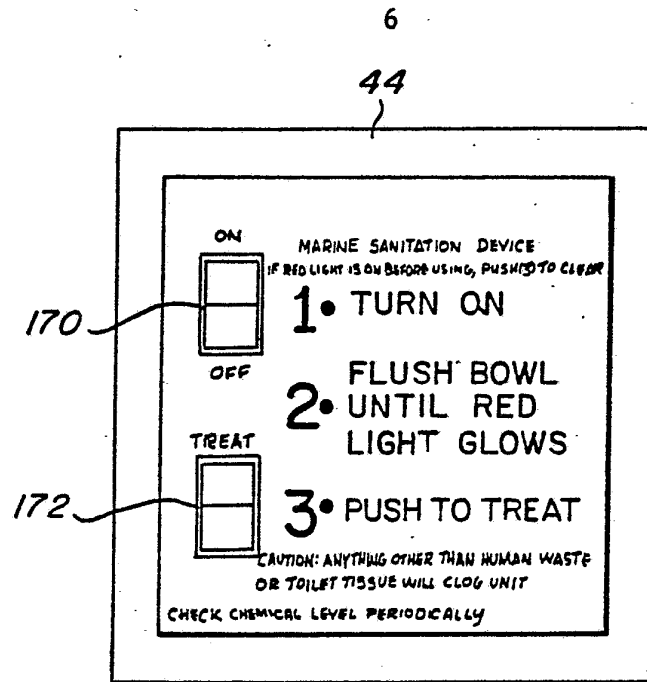 6
44
ON
MARINE SANITATION DEVICE
IF RED LIGHT IS ON BEFORE USING, PUSH(3) TO CLEAR
1• TURN ON
170
OFF
FLUSH BOWL
2• UNTIL RED
LIGHT GLOWS
TREAT
172
3• PUSH TO TREAT
CAUTION: ANYTHING OTHER THAN HUMAN WASTE
OR TOILET TISSUE WILL CLOG UNIT
CHECK CHEMICAL LEVEL PERIODICALLY